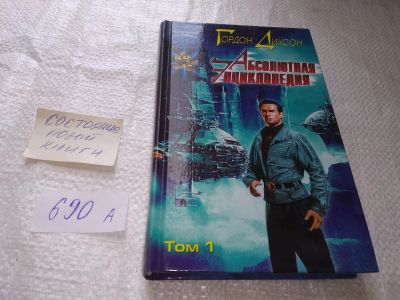 Гордон Диксон
Абсолютная
Энциклопедия
Том 1
состояние
новой
книги
690 А